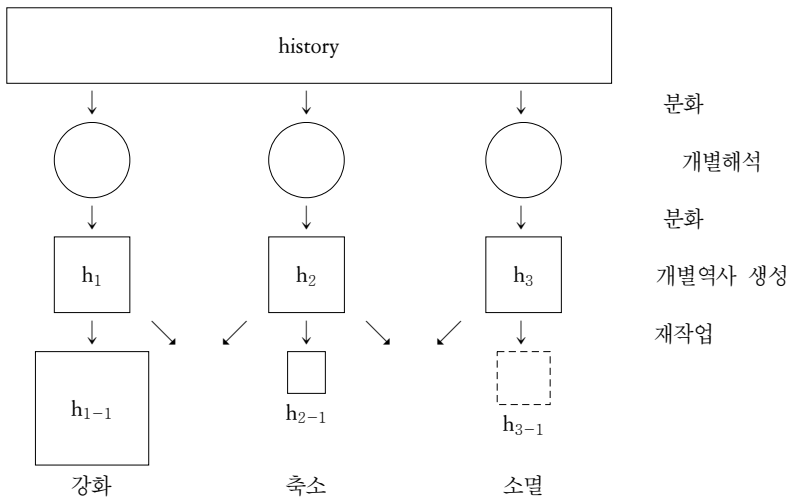 history
분화
개별해석
분화
h₁ h₂ h₃ 개별역사 생성
재작업
h₁₋₁
h₂₋₁
h₃₋₁
강화 축소 소멸